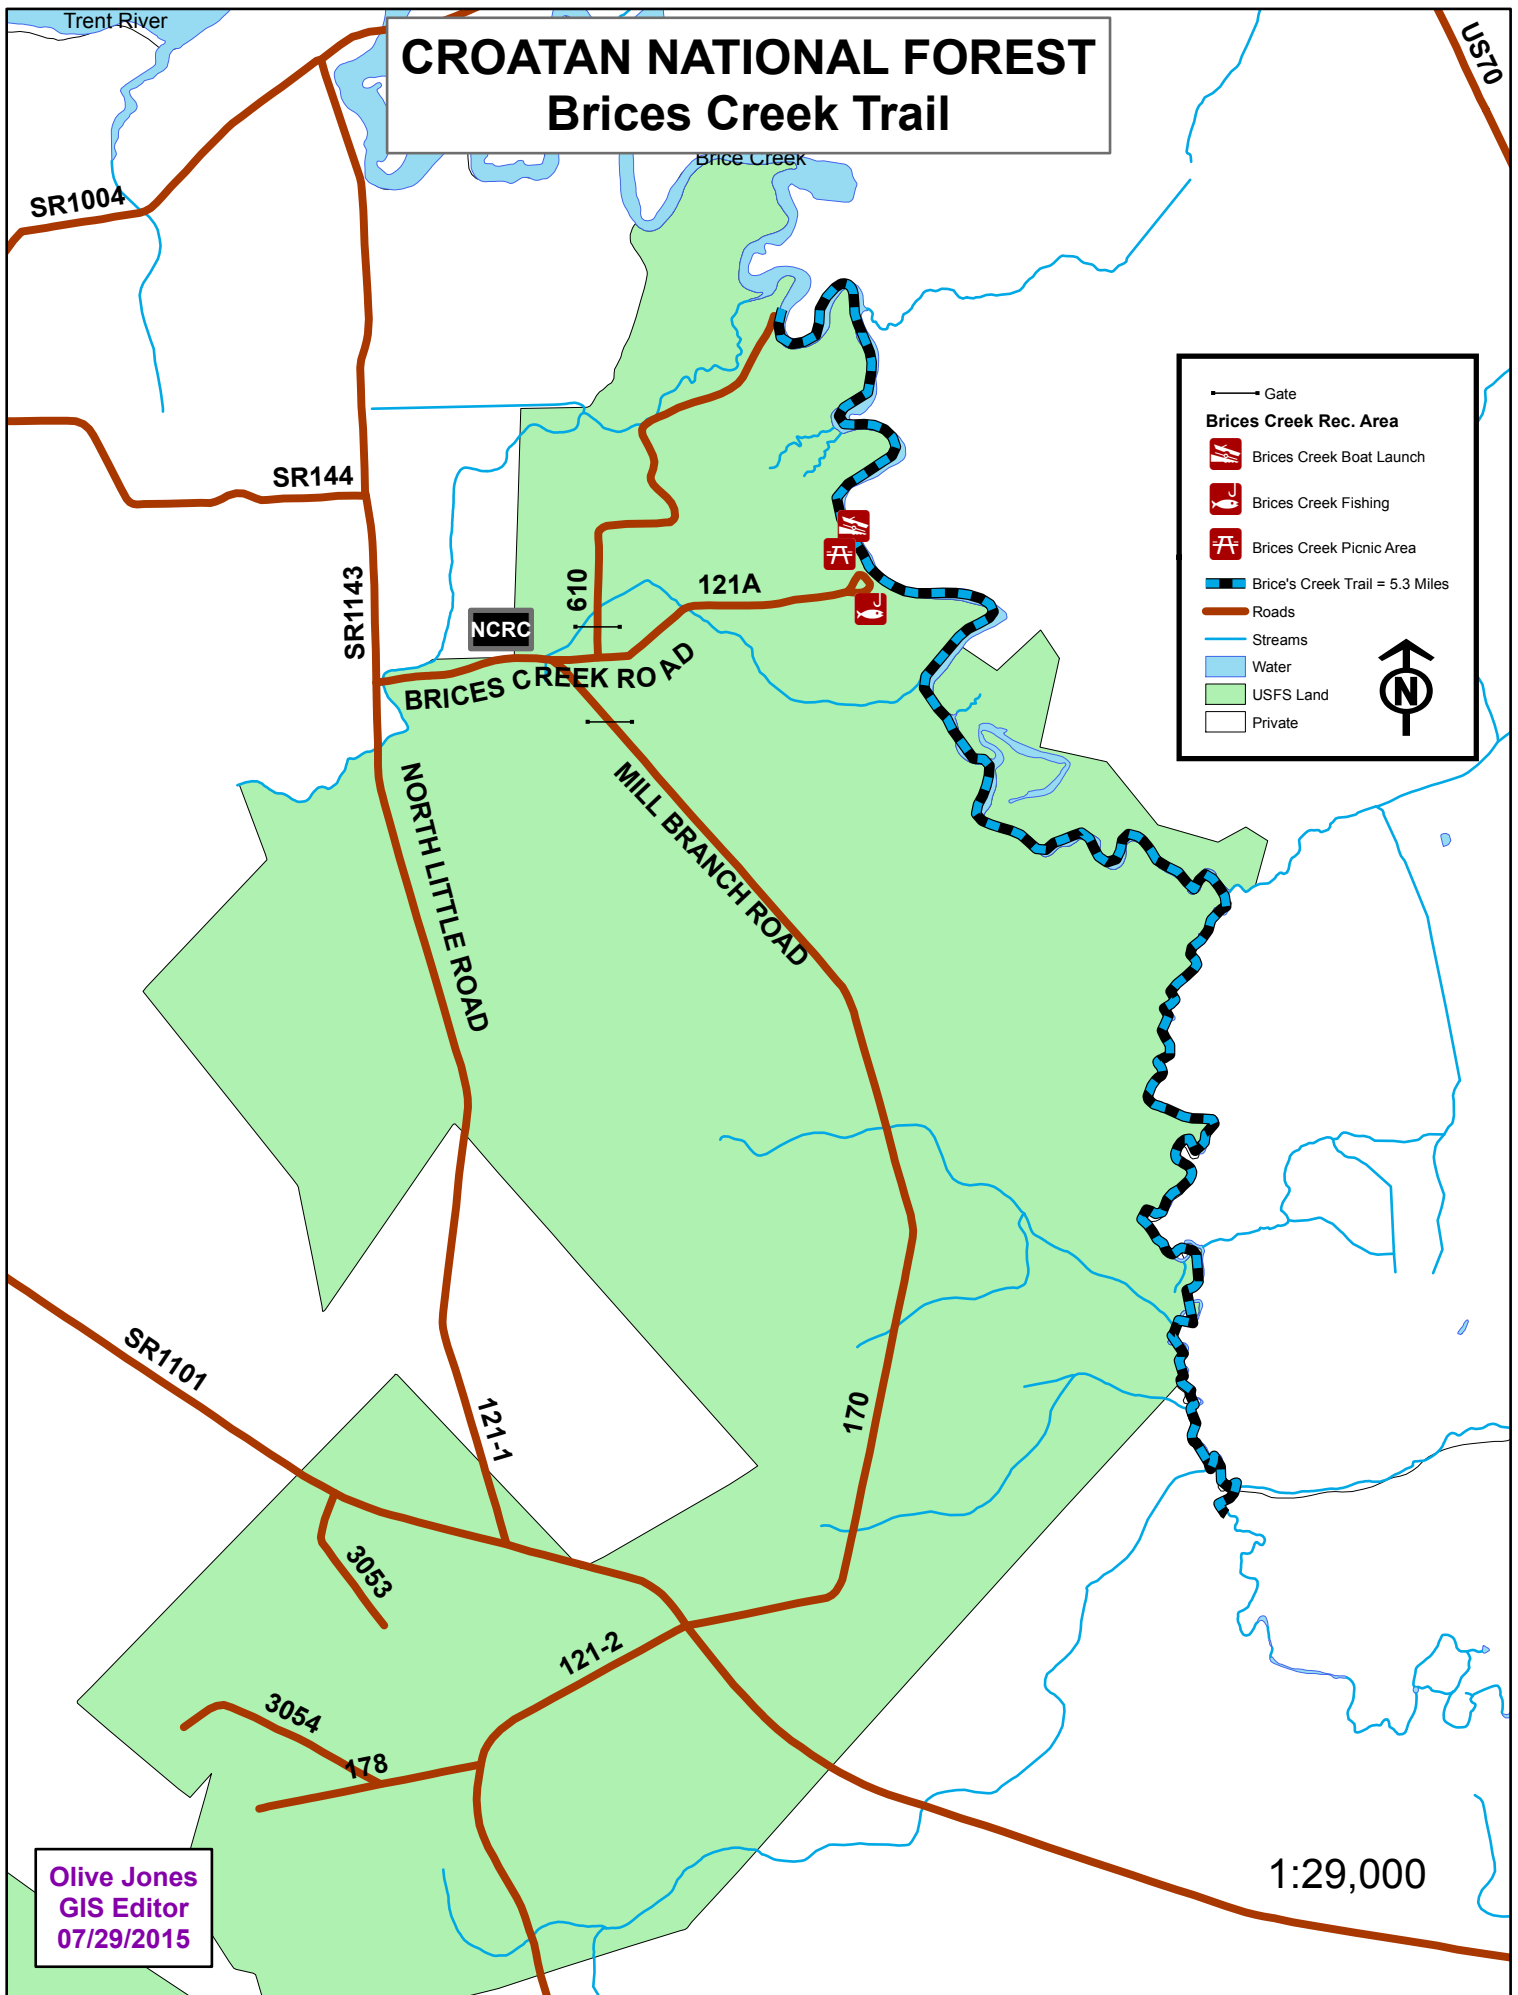 Trent River
CROATAN NATIONAL FOREST
Brices Creek Trail
US70
Brice Creek
SR1004
Gate
Brices Creek Rec. Area
Brices Creek Boat Launch
Brices Creek Fishing
Brices Creek Picnic Area
Brice's Creek Trail = 5.3 Miles
Roads
Streams
Water
USFS Land
Private
N
SR144
SR1143
610
121A
NCRC
BRICES CREEK ROAD
MILL BRANCH ROAD
NORTH LITTLE ROAD
SR1101
121-1
170
3053
121-2
3054
178
1:29,000
Olive Jones
GIS Editor
07/29/2015